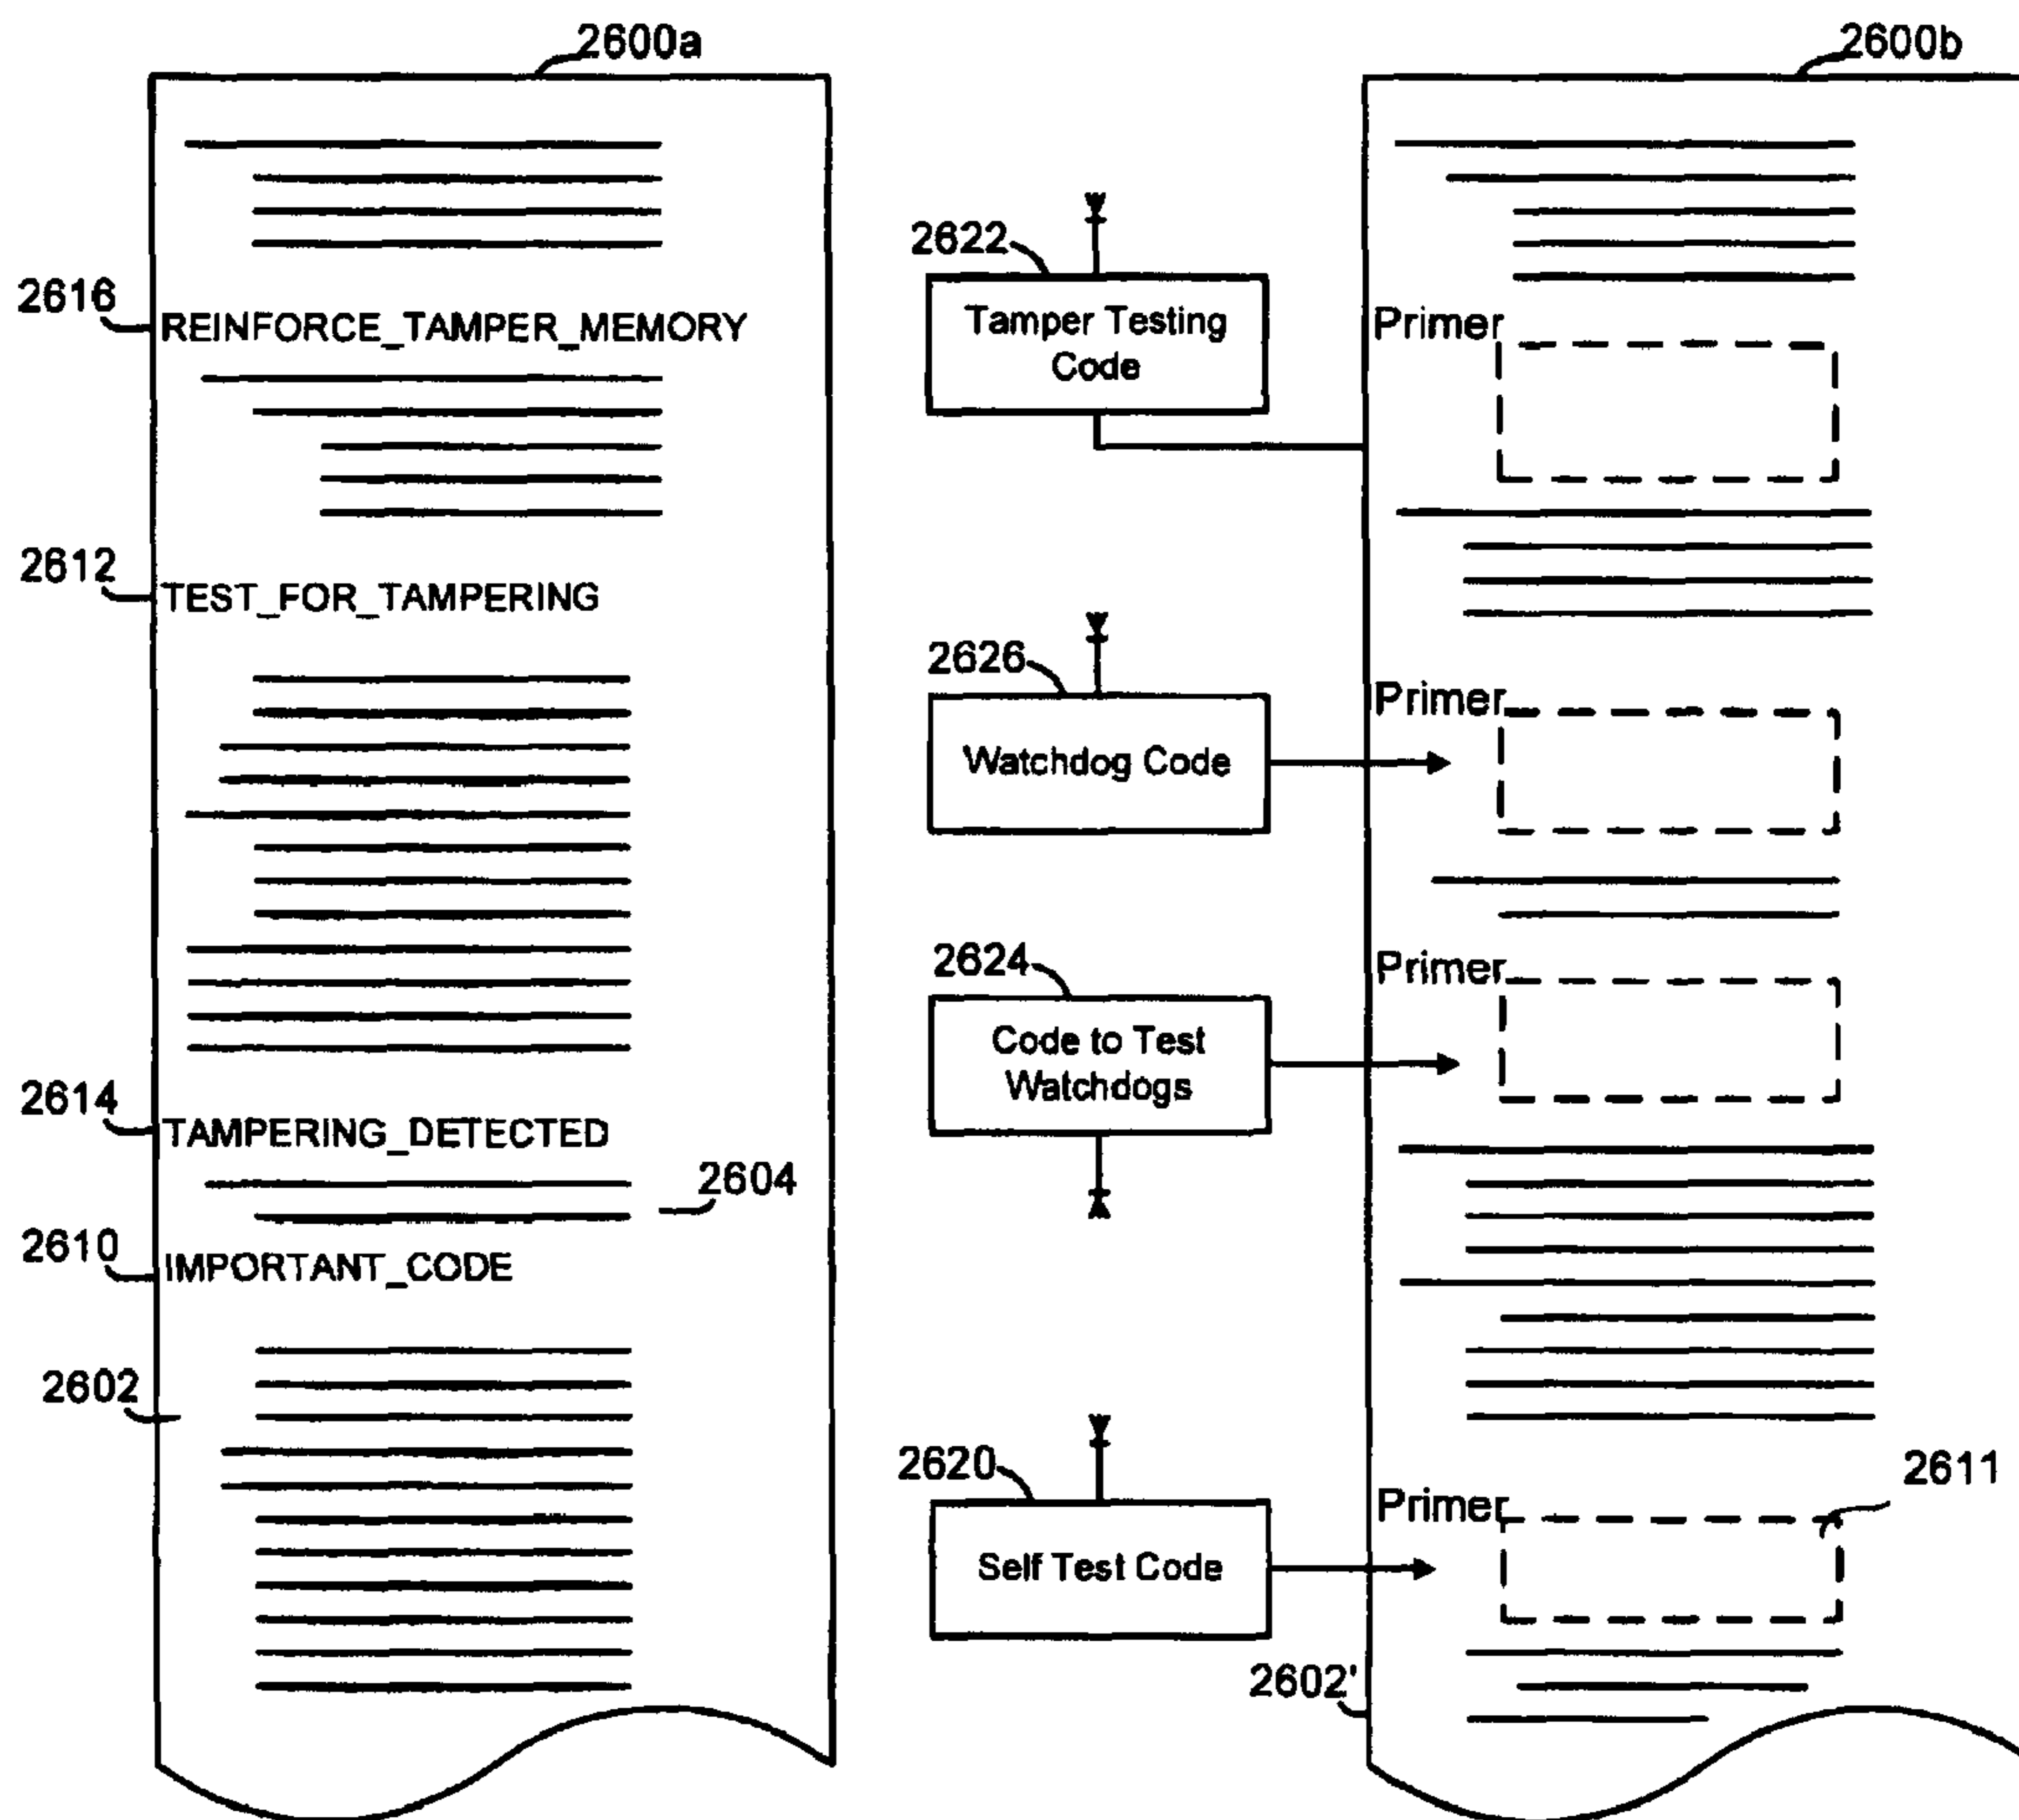 2600a
2616
REINFORCE_TAMPER_MEMORY
2612
TEST_FOR_TAMPERING
2614
TAMPERING_DETECTED
2604
2610
IMPORTANT_CODE
2602
2622
Tamper Testing
Code
2626
Watchdog Code
2624
Code to Test
Watchdogs
2620
Self Test Code
2600b
Primer
Primer
Primer
Primer
2611
2602'